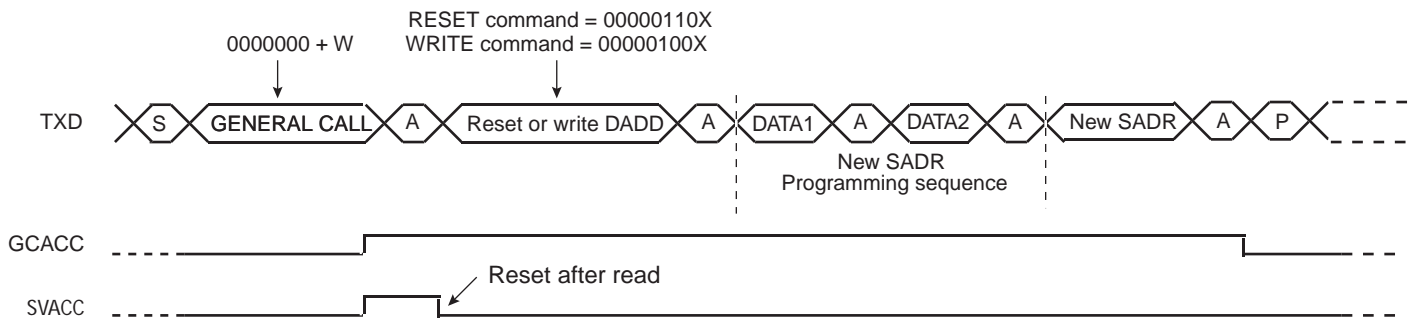 RESET command = 00000110X
0000000 + W
WRITE command = 00000100X
TXD
S
GENERAL CALL
A
Reset or write DADD
A
DATA1
A
DATA2
A
New SADR
A
P
New SADR
Programming sequence
GCACC
Reset after read
SVACC